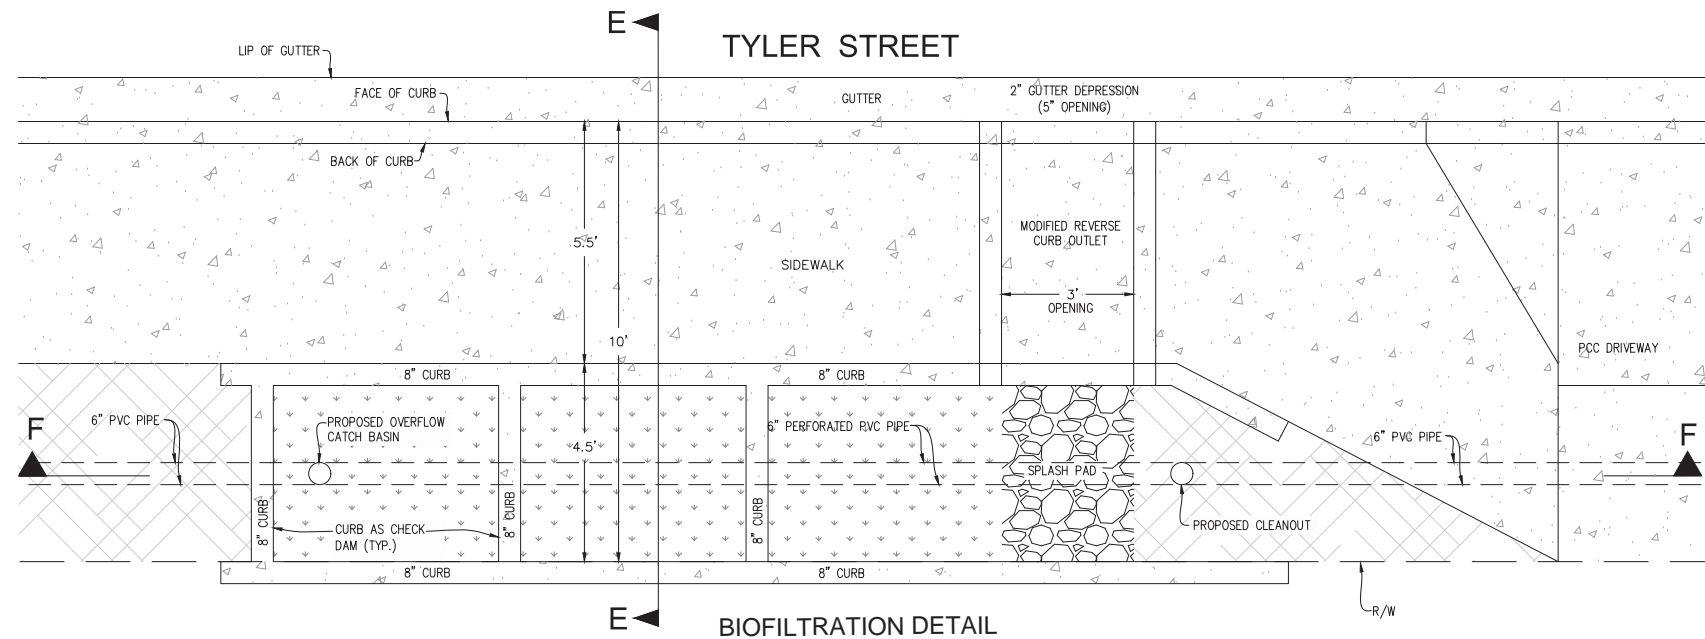 E
TYLER STREET
LIP OF GUTTER
FACE OF CURB
GUTTER
2" GUTTER DEPRESSION
(5" OPENING)
BACK OF CURB
5.5'
10'
SIDEWALK
MODIFIED REVERSE
CURB OUTLET
3'
OPENING
PCC DRIVEWAY
8" CURB
8" CURB
F
6" PVC PIPE
PROPOSED OVERFLOW
CATCH BASIN
4.5'
6" PERFORATED PVC PIPE
SPLASH PAD
6" PVC PIPE
F
8" CURB
CURB AS CHECK
DAM (TYP.)
8" CURB
8" CURB
PROPOSED CLEANOUT
8" CURB
8" CURB
R/W
E
BIOFILTRATION DETAIL